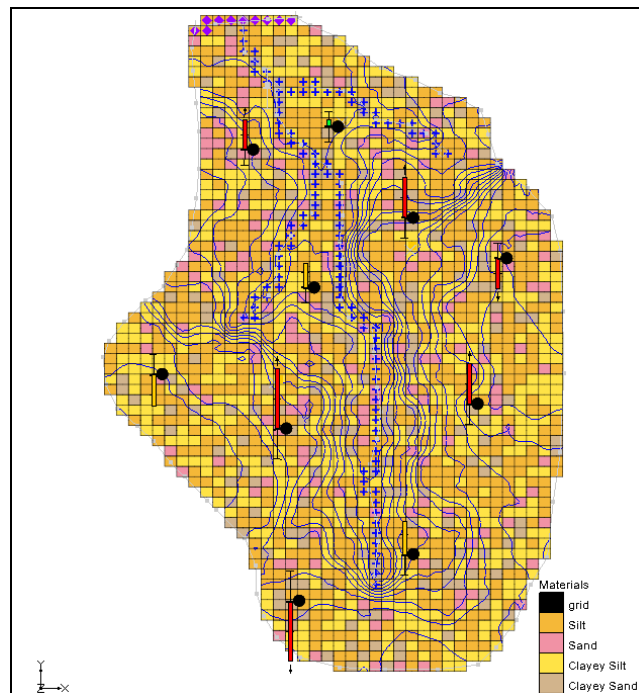 Materials
grid
Silt
Sand
Clayey Silt
Clayey Sand
Y
Z
X